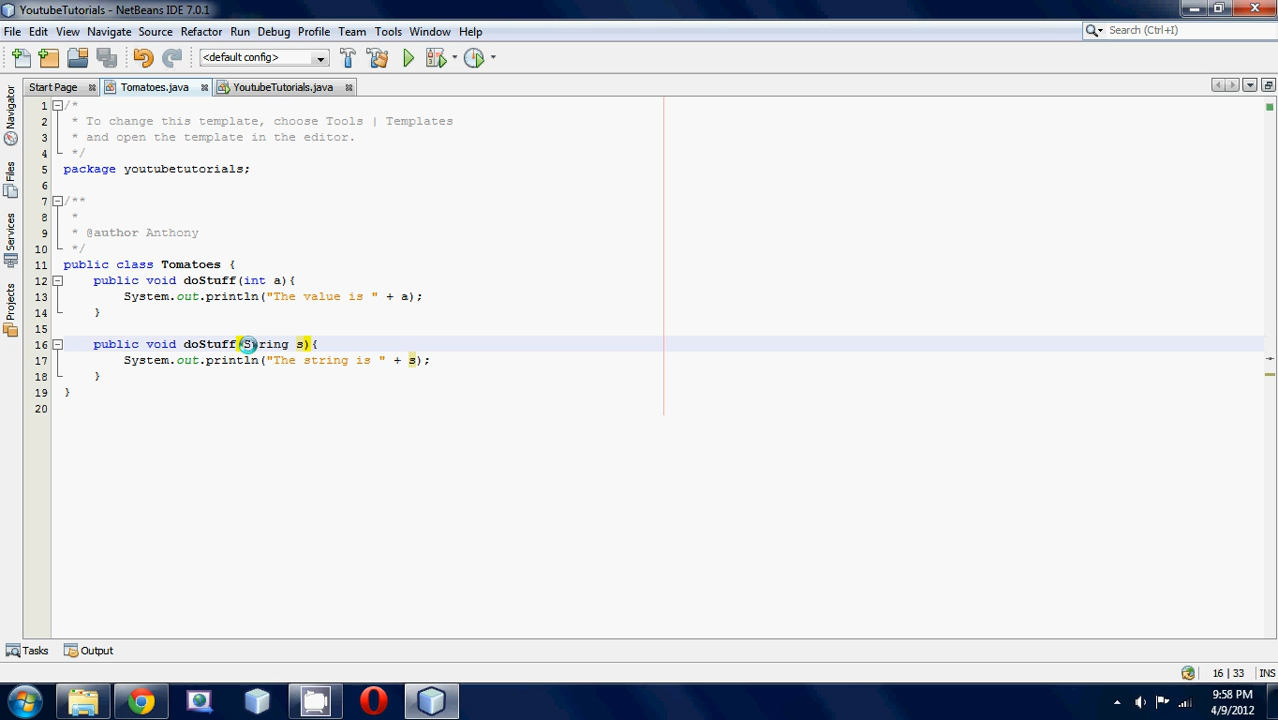 YoutubeTutorials - NetBeans IDE 7.0.1
File Edit View Navigate Source Refactor Run Debug Profile Team Tools Window Help
Search (Ctrl+I)
<default config>
Start Page Tomatoes.java YoutubeTutorials.java
Navigator
Files
Services
Projects
1 /*
2 * To change this template, choose Tools | Templates
3 * and open the template in the editor.
4 */
5 package youtubetutorials;
6
7 /**
8 *
9 * @author Anthony
10 */
11 public class Tomatoes {
12 public void doStuff(int a){
13 System.out.println("The value is " + a);
14 }
15
16 public void doStuff(String s){
17 System.out.println("The string is " + s);
18 }
19 }
20
Tasks Output
16 | 33 INS
9:58 PM
4/9/2012